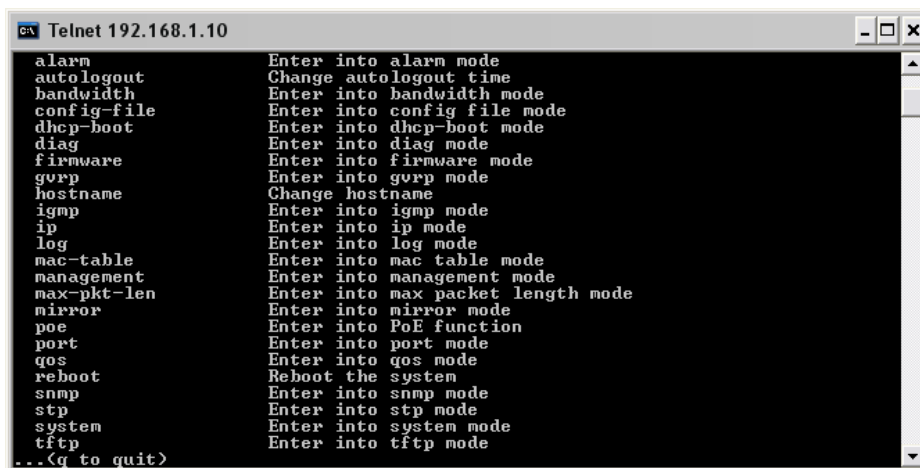 Telnet 192.168.1.10
alarm Enter into alarm mode
autologout Change autologout time
bandwidth Enter into bandwidth mode
config-file Enter into config file mode
dhcp-boot Enter into dhcp-boot mode
diag Enter into diag mode
firmware Enter into firmware mode
gvrp Enter into gvrp mode
hostname Change hostname
igmp Enter into igmp mode
ip Enter into ip mode
log Enter into log mode
mac-table Enter into mac table mode
management Enter into management mode
max-pkt-len Enter into max packet length mode
mirror Enter into mirror mode
poe Enter into PoE function
port Enter into port mode
qos Enter into qos mode
reboot Reboot the system
snmp Enter into snmp mode
stp Enter into stp mode
system Enter into system mode
tftp Enter into tftp mode
...(q to quit)